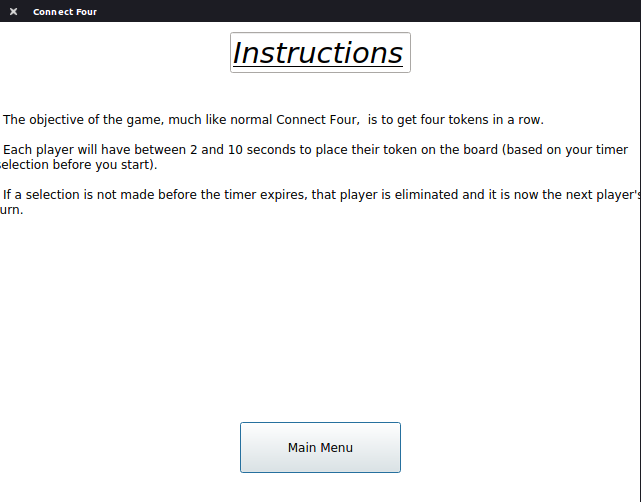 Connect Four
Instructions
The objective of the game, much like normal Connect Four,  is to get four tokens in a row.
Each player will have between 2 and 10 seconds to place their token on the board (based on your timer
selection before you start).
If a selection is not made before the timer expires, that player is eliminated and it is now the next player's
urn.
Main Menu